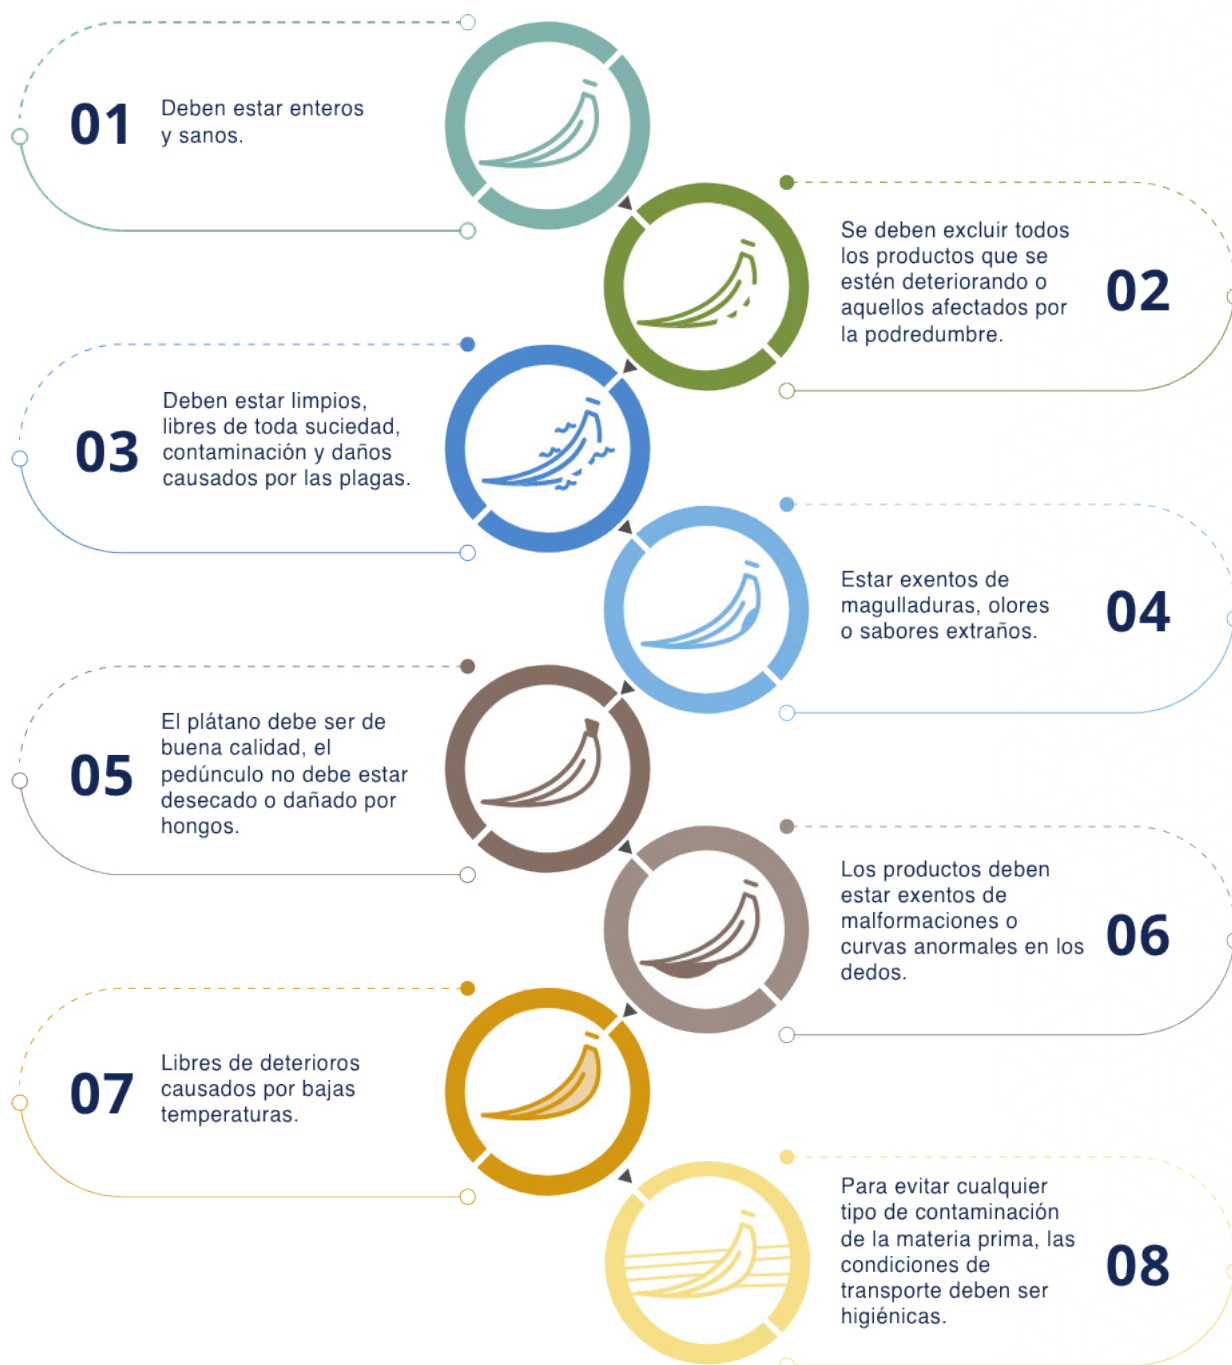 01
Deben estar enteros
y sanos.
02
Se deben excluir todos
los productos que se
estén deteriorando o
aquellos afectados por
la podredumbre.
03
Deben estar limpios,
libres de toda suciedad,
contaminación y daños
causados por las plagas.
04
Estar exentos de
magulladuras, olores
o sabores extraños.
05
El plátano debe ser de
buena calidad, el
pedúnculo no debe estar
desecado o dañado por
hongos.
06
Los productos deben
estar exentos de
malformaciones o
curvas anormales en los
dedos.
07
Libres de deterioros
causados por bajas
temperaturas.
08
Para evitar cualquier
tipo de contaminación
de la materia prima, las
condiciones de
transporte deben ser
higiénicas.